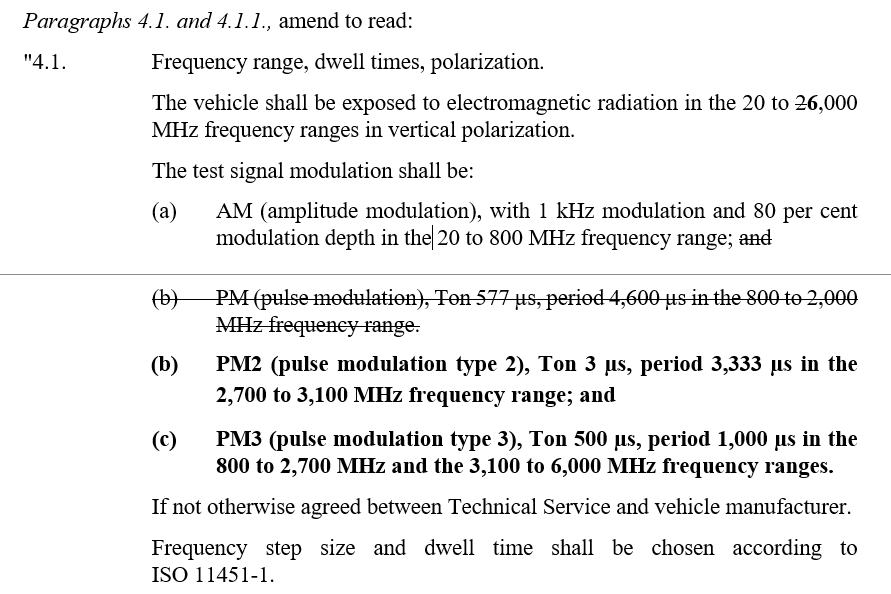 Paragraphs 4.1. and 4.1.1., amend to read:
"4.1. Frequency range, dwell times, polarization.
The vehicle shall be exposed to electromagnetic radiation in the 20 to 26,000
MHz frequency ranges in vertical polarization.
The test signal modulation shall be:
(a) AM (amplitude modulation), with 1 kHz modulation and 80 per cent
modulation depth in the 20 to 800 MHz frequency range; and
(b) PM (pulse modulation), Ton 577 µs, period 4,600 µs in the 800 to 2,000
MHz frequency range.
(b) PM2 (pulse modulation type 2), Ton 3 µs, period 3,333 µs in the
2,700 to 3,100 MHz frequency range; and
(c) PM3 (pulse modulation type 3), Ton 500 µs, period 1,000 µs in the
800 to 2,700 MHz and the 3,100 to 6,000 MHz frequency ranges.
If not otherwise agreed between Technical Service and vehicle manufacturer.
Frequency step size and dwell time shall be chosen according to
ISO 11451-1.